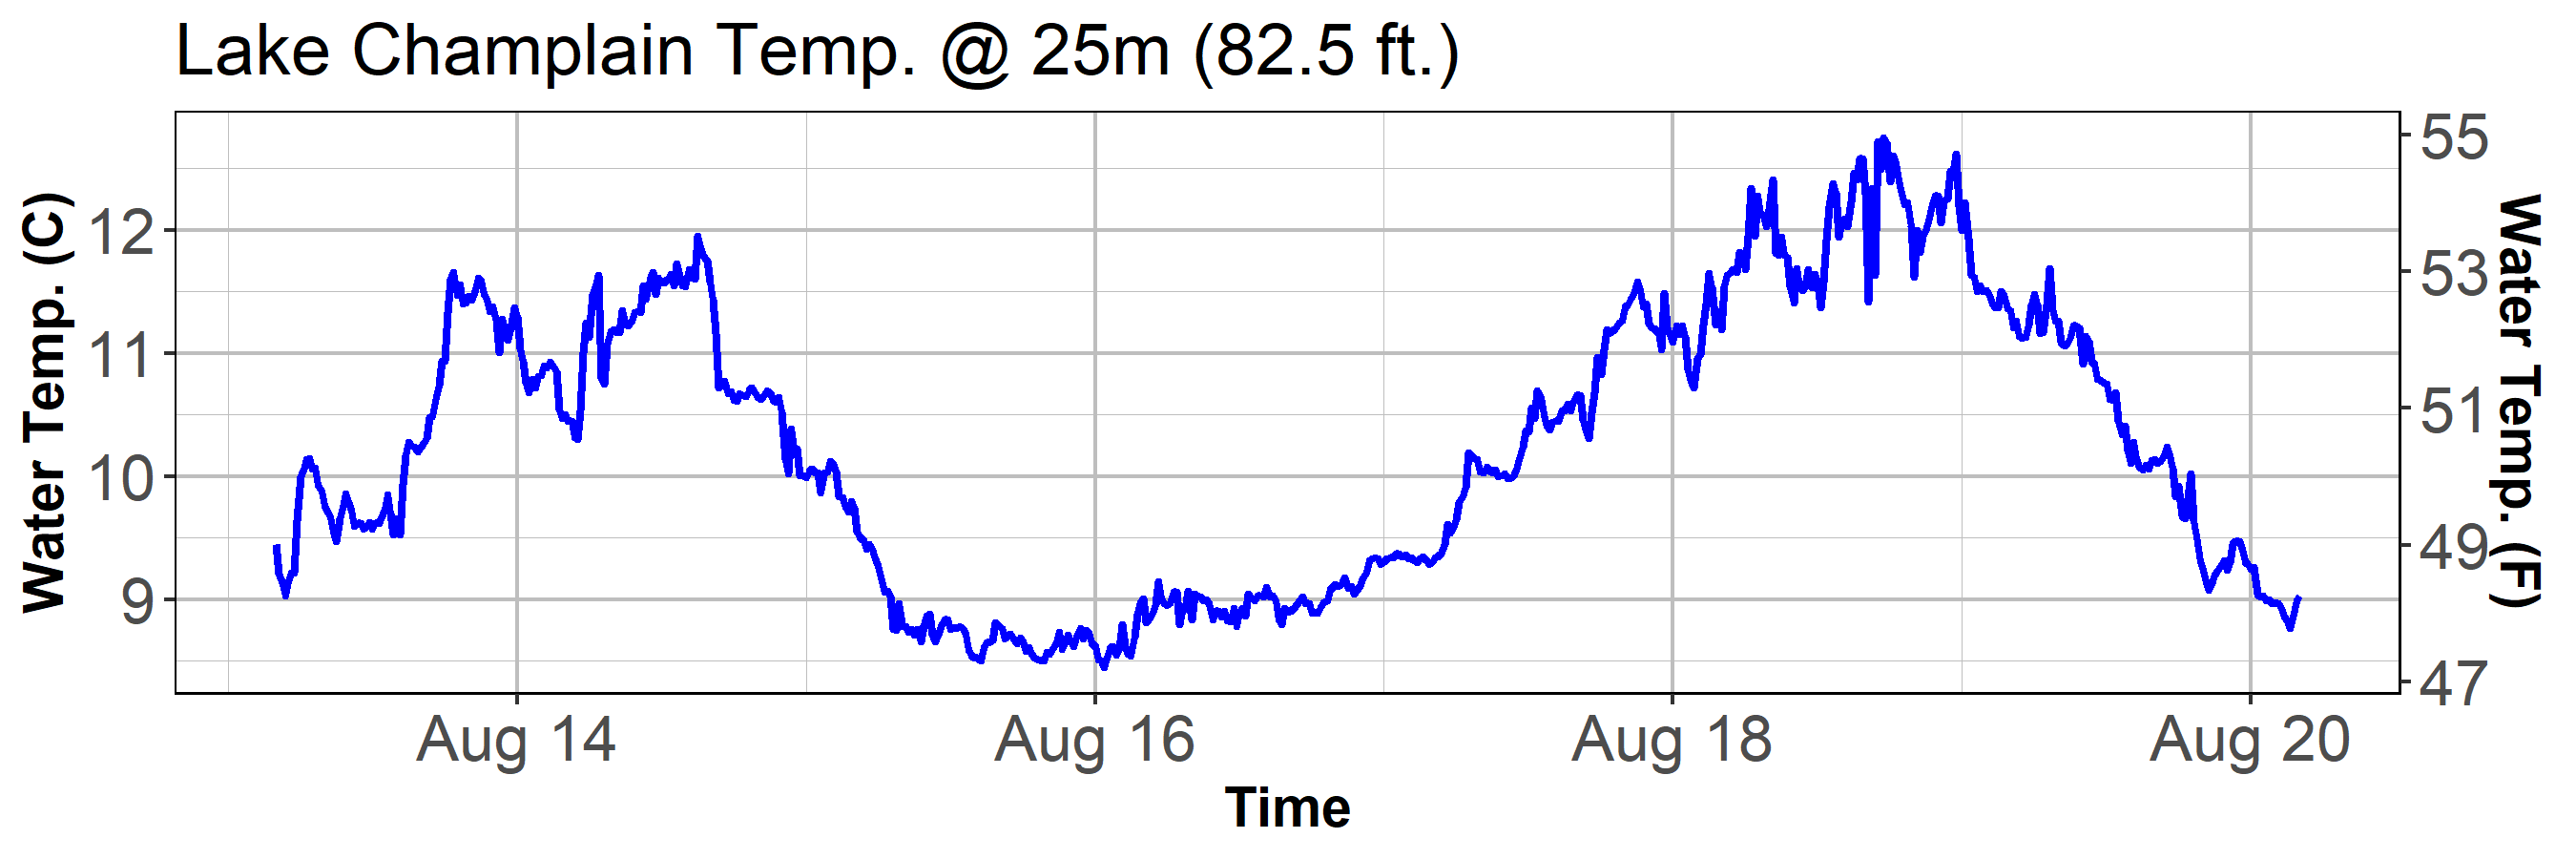 Lake Champlain Temp. @ 25m (82.5 ft.)
Water Temp. (C)
12
11
10
9
55
53
51
49
47
Water Temp. (F)
Aug 14
Aug 16
Aug 18
Aug 20
Time